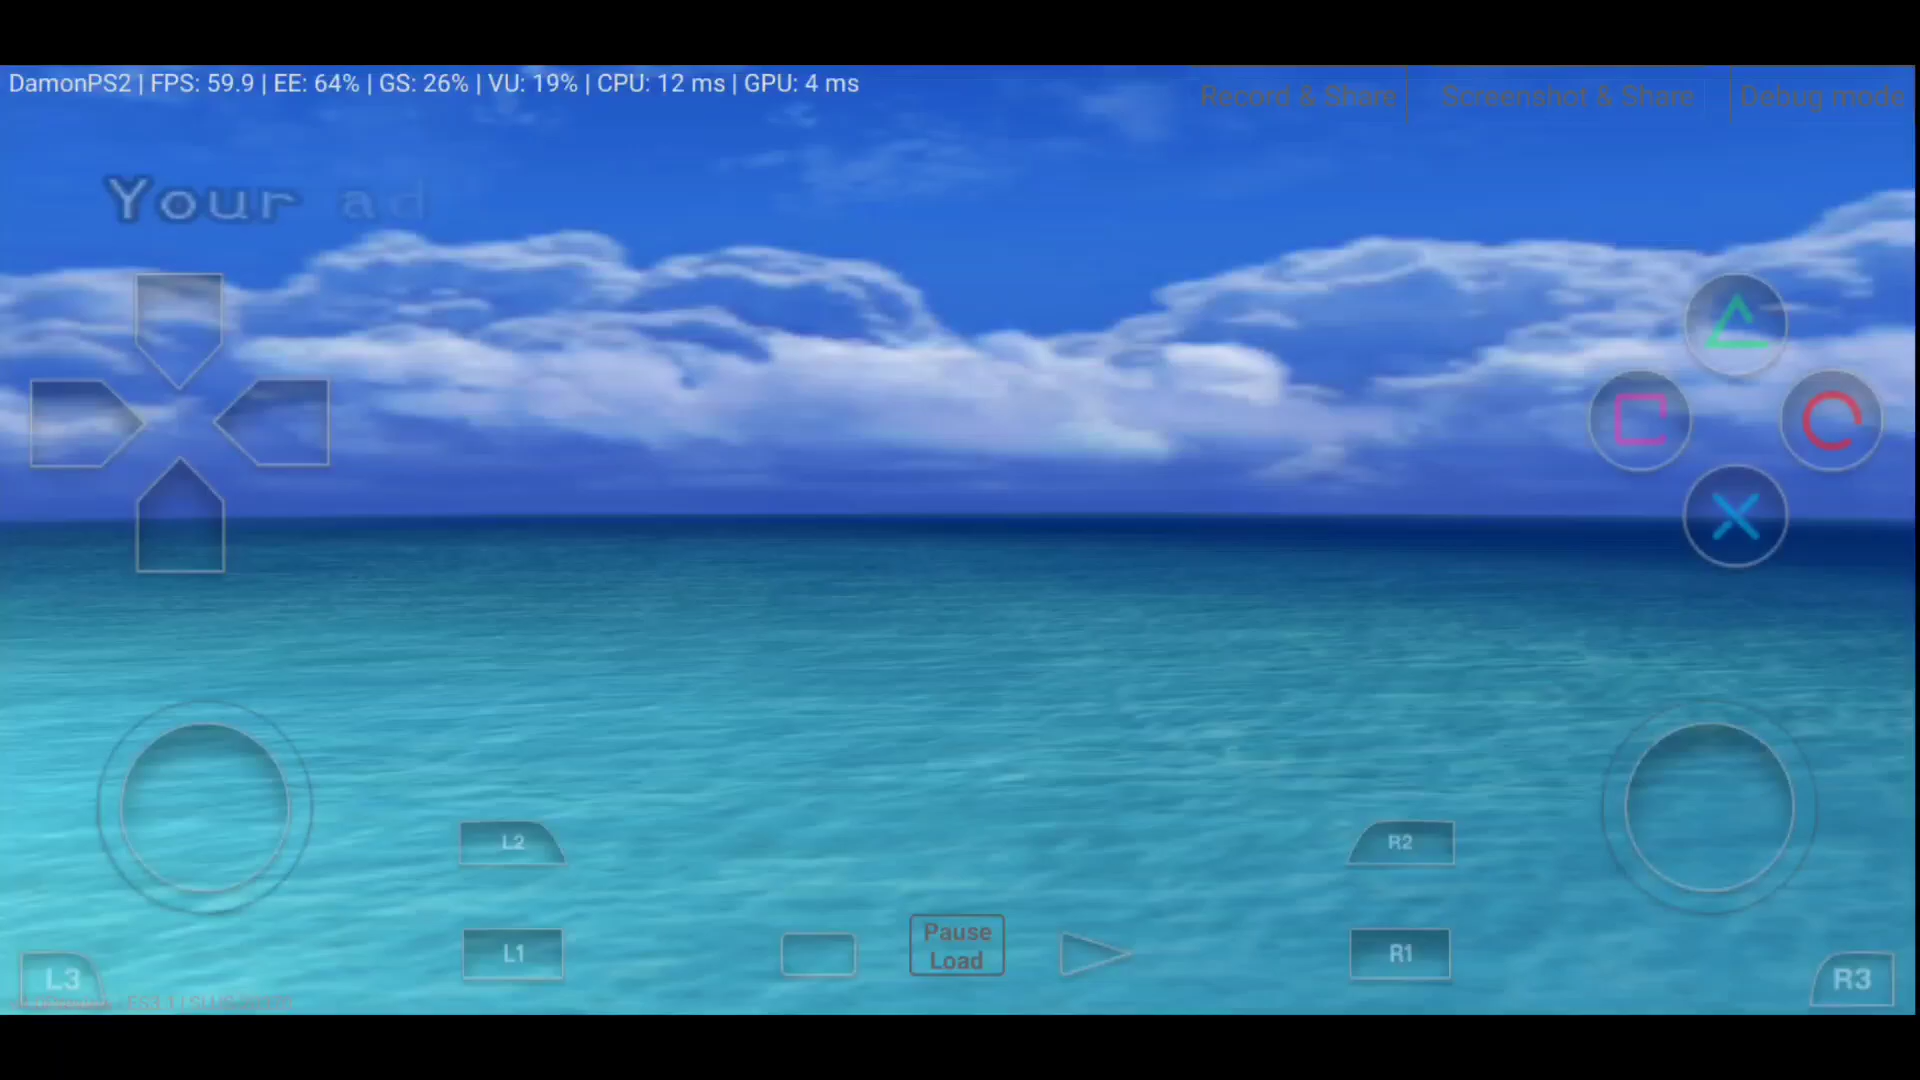 DamonPS2 | FPS: 59.9 | EE: 64% | GS: 26% | VU: 19% | CPU: 12 ms | GPU: 4 ms
Record & Share
Screenshot & Share
Debug mode
Your ad
L2
R2
Pause
Load
L1
R1
L3
R3